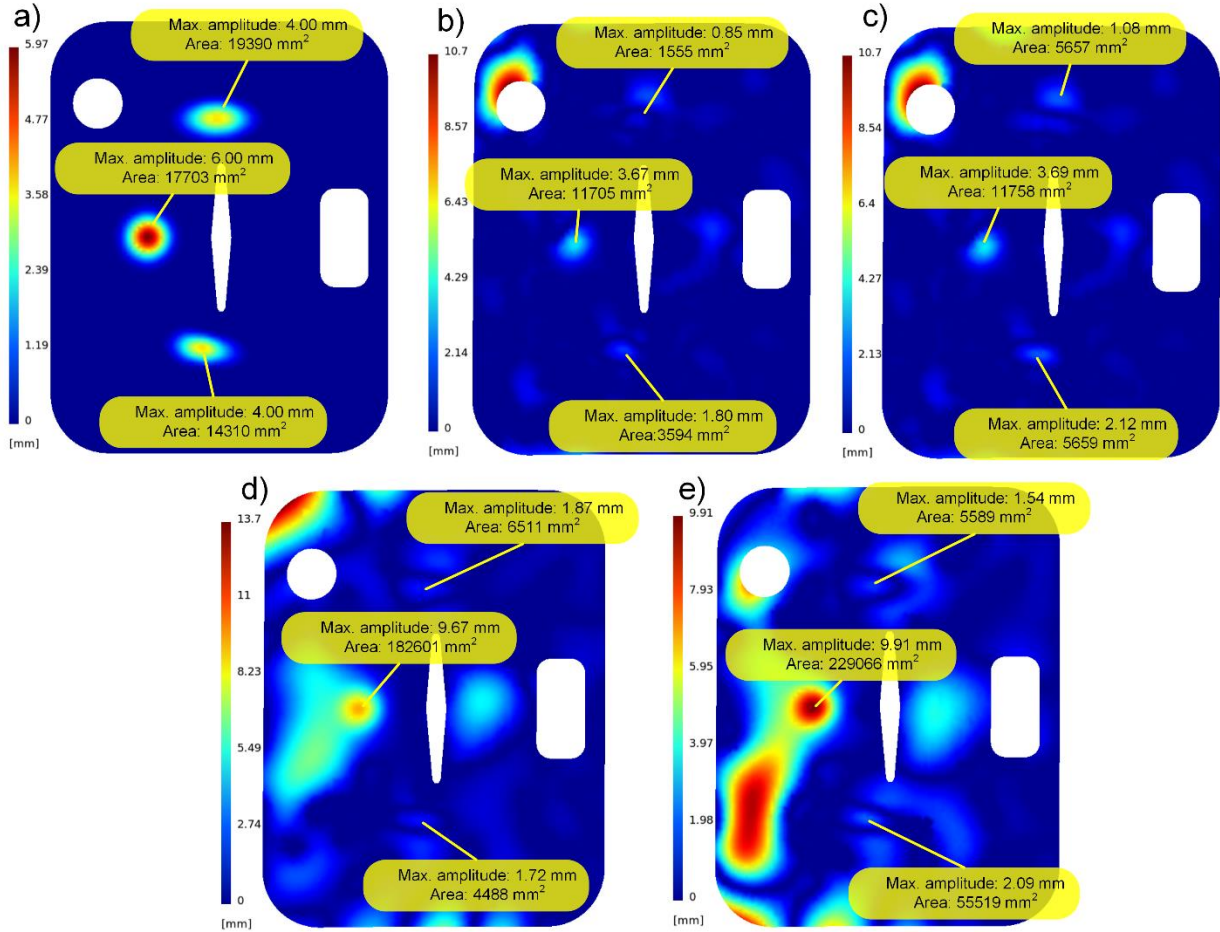 a)
5.97
4.77
3.58
2.39
1.19
0
[mm]
Max. amplitude: 4.00 mm
Area: 19390 mm²
Max. amplitude: 6.00 mm
Area: 17703 mm²
Max. amplitude: 4.00 mm
Area: 14310 mm²
b)
10.7
8.57
6.43
4.29
2.14
0
[mm]
Max. amplitude: 0.85 mm
Area: 1555 mm²
Max. amplitude: 3.67 mm
Area: 11705 mm²
Max. amplitude: 1.80 mm
Area:3594 mm²
c)
10.7
8.54
6.4
4.27
2.13
0
[mm]
Max. amplitude: 1.08 mm
Area: 5657 mm²
Max. amplitude: 3.69 mm
Area: 11758 mm²
Max. amplitude: 2.12 mm
Area: 5659 mm²
d)
13.7
11
8.23
5.49
2.74
0
[mm]
Max. amplitude: 1.87 mm
Area: 6511 mm²
Max. amplitude: 9.67 mm
Area: 182601 mm²
Max. amplitude: 1.72 mm
Area: 4488 mm²
e)
9.91
7.93
5.95
3.97
1.98
0
[mm]
Max. amplitude: 1.54 mm
Area: 5589 mm²
Max. amplitude: 9.91 mm
Area: 229066 mm²
Max. amplitude: 2.09 mm
Area: 55519 mm²